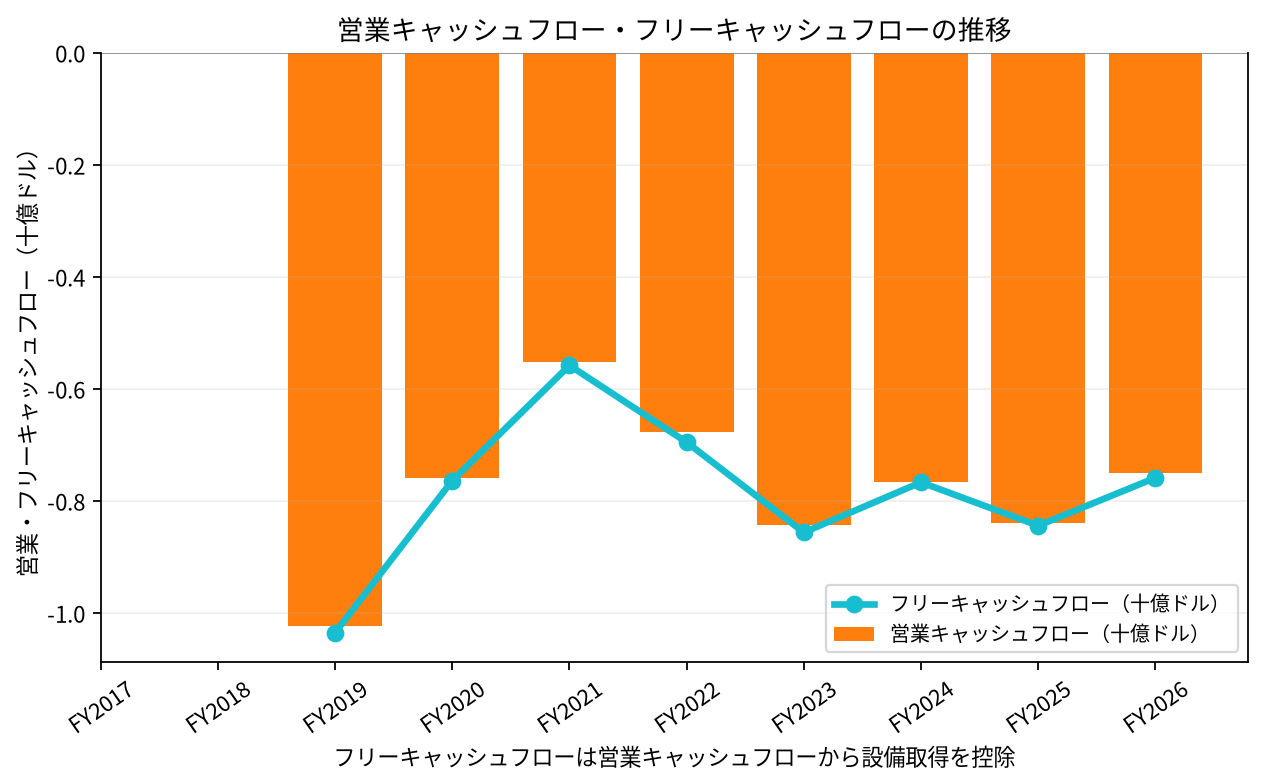 営業キャッシュフロー・フリーキャッシュフローの推移
営業・フリーキャッシュフロー（十億ドル）
0.0
-0.2
-0.4
-0.6
-0.8
-1.0
フリーキャッシュフロー（十億ドル）
営業キャッシュフロー（十億ドル）
FY2017
FY2018
FY2019
FY2020
FY2021
FY2022
FY2023
FY2024
FY2025
FY2026
フリーキャッシュフローは営業キャッシュフローから設備取得を控除